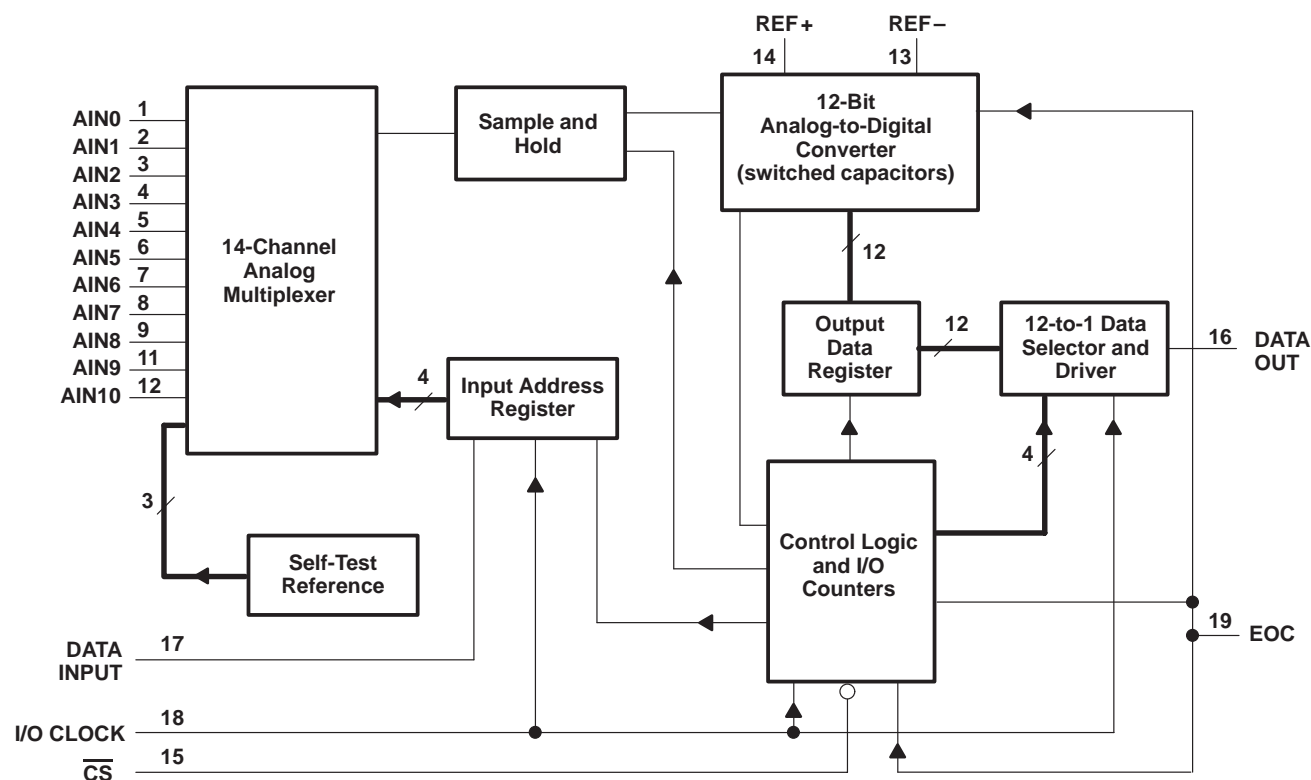 REF+
REF–
14
13
12-Bit
Analog-to-Digital
Converter
(switched capacitors)
Sample and
Hold
AIN0
1
AIN1
2
AIN2
3
AIN3
4
AIN4
5
AIN5
6
AIN6
7
AIN7
8
AIN8
9
AIN9
11
AIN10
12
14-Channel
Analog
Multiplexer
12
Output
Data
Register
12
12-to-1 Data
Selector and
Driver
16
DATA
OUT
4
Input Address
Register
4
3
Self-Test
Reference
Control Logic
and I/O
Counters
19
EOC
DATA
INPUT
17
I/O CLOCK
18
CS
15